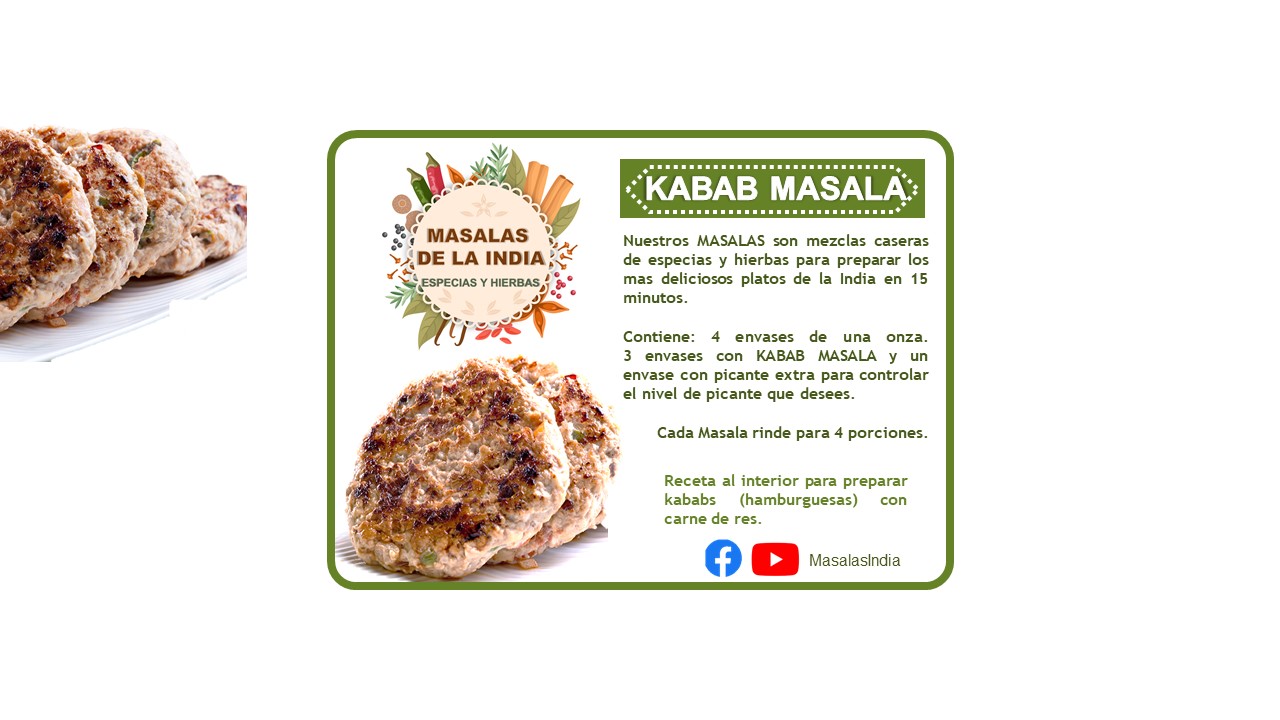 MASALAS
DE LA INDIA
ESPECIAS Y HIERBAS
KABAB MASALA
Nuestros MASALAS son mezclas caseras
de especias y hierbas para preparar los
mas deliciosos platos de la India en 15
minutos.
Contiene: 4 envases de una onza.
3 envases con KABAB MASALA y un
envase con picante extra para controlar
el nivel de picante que desees.
Cada Masala rinde para 4 porciones.
Receta al interior para preparar
kababs (hamburguesas) con
carne de res.
MasalasIndia